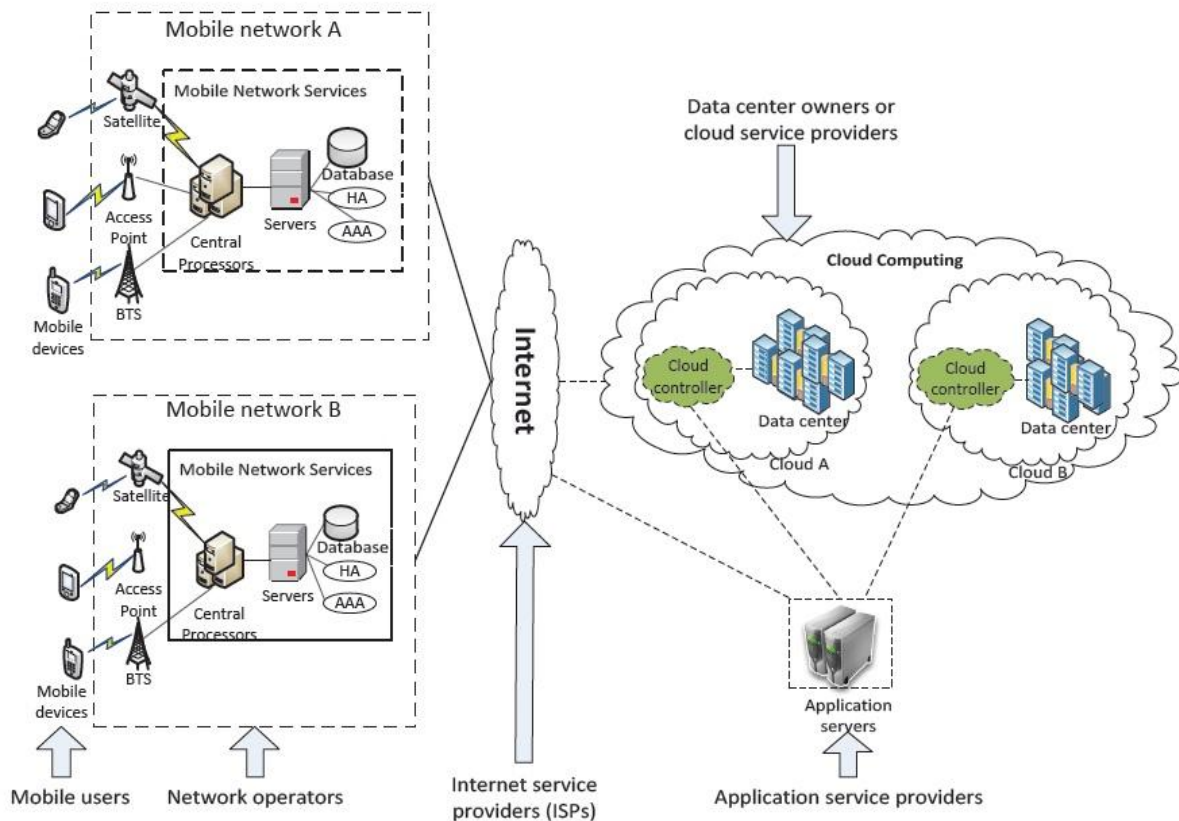 Mobile network A
Mobile Network Services
Satellite
Database
HA
AAA
Access
Point
Servers
Central
Processors
BTS
Mobile
devices
Mobile network B
Mobile Network Services
Satellite
Database
HA
AAA
Access
Point
Servers
Central
Processors
BTS
Mobile
devices
Mobile users
Network operators
Internet
Internet service
providers (ISPs)
Data center owners or
cloud service providers
Cloud Computing
Cloud
controller
Data center
Cloud A
Cloud
controller
Data center
Cloud B
Application
servers
Application service providers